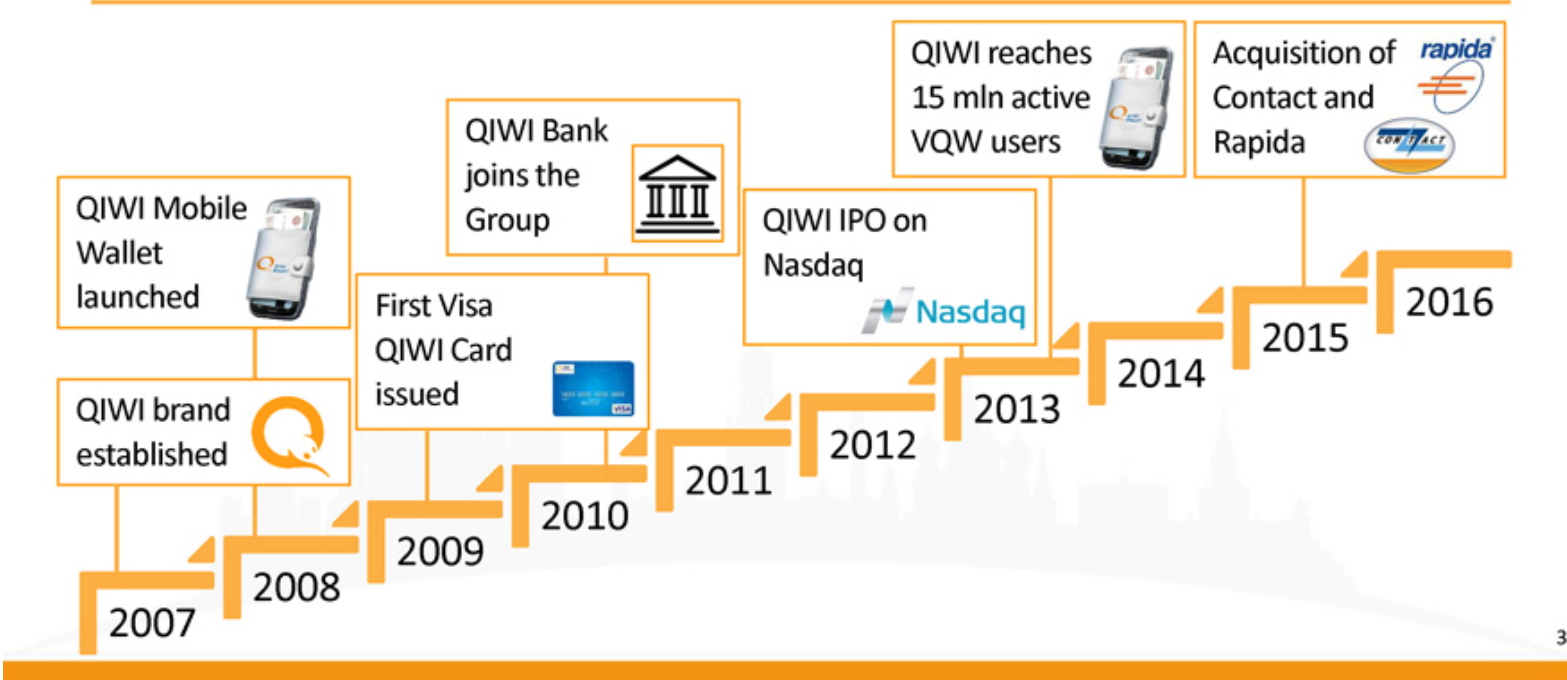 QIWI brand
established
QIWI Mobile
Wallet
launched
First Visa
QIWI Card
issued
VISA
QIWI Bank
joins the
Group
QIWI IPO on
Nasdaq
Nasdaq
QIWI reaches
15 mln active
VQW users
Acquisition of
Contact and
Rapida
rapida
CONTACT
2007
2008
2009
2010
2011
2012
2013
2014
2015
2016
3